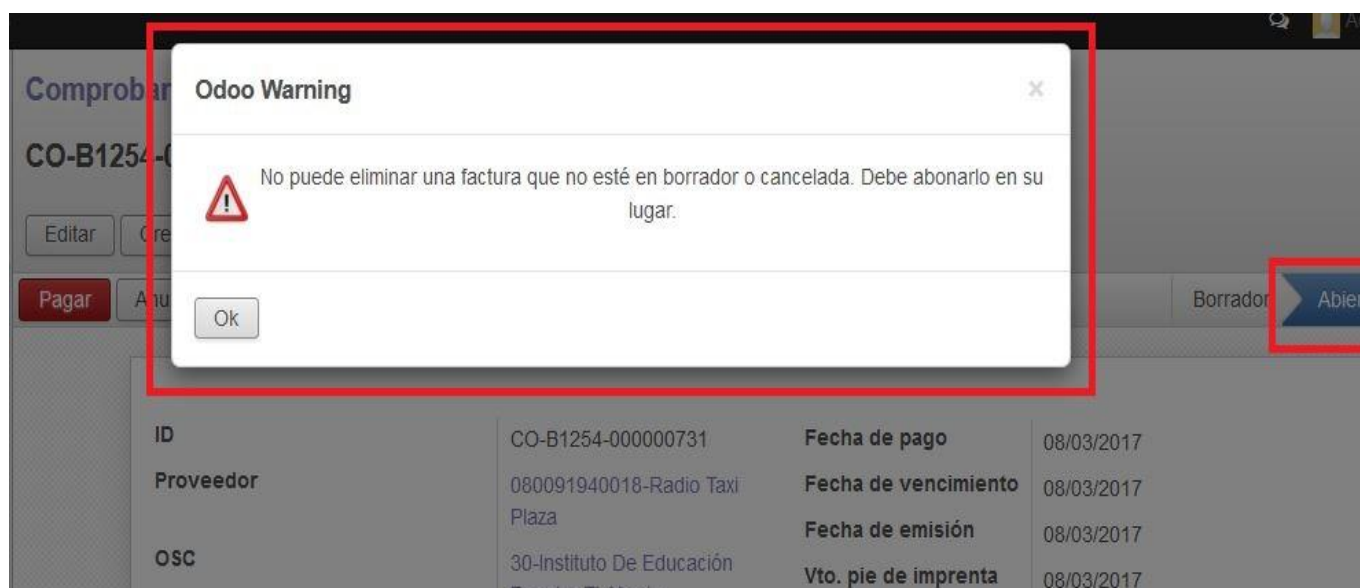 Odoo Warning
×
No puede eliminar una factura que no esté en borrador o cancelada. Debe abonarlo en su
lugar.
Ok
CO-B1254-
Editar
Pagar
Borrador
ID
CO-B1254-000000731
Fecha de pago
08/03/2017
Proveedor
080091940018-Radio Taxi
Plaza
Fecha de vencimiento
08/03/2017
Fecha de emisión
08/03/2017
OSC
30-Instituto De Educación
Vto. pie de imprenta
08/03/2017